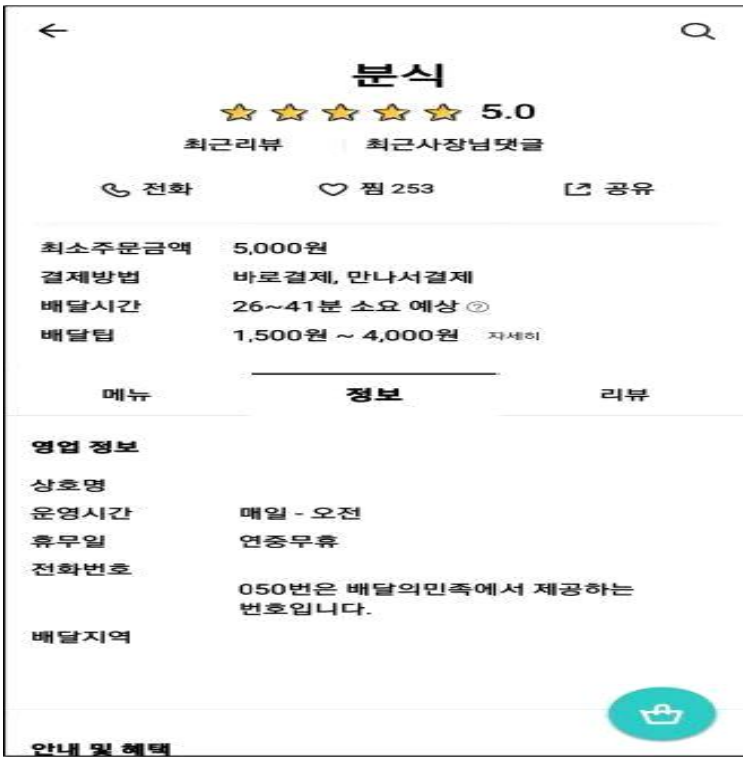 분식
5.0
최근리뷰 최근사장님댓글
전화 찜 253 공유
최소주문금액 5,000원
결제방법 바로결제, 만나서결제
배달시간 26~41분 소요 예상 ?
배달팁 1,500원 ~ 4,000원 자세히
메뉴 정보 리뷰
영업 정보
상호명
운영시간 매일 - 오전
휴무일 연중무휴
전화번호
050번은 배달의민족에서 제공하는
번호입니다.
배달지역
안내 및 혜택